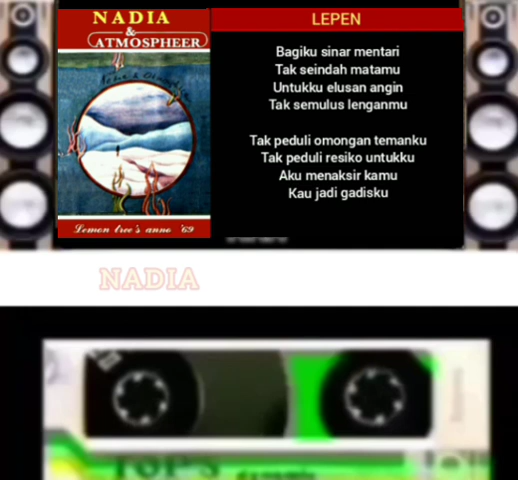 NADIA
&
ATMOSPHEER
Lemon tree's anno '69
LEPEN
Bagiku sinar mentari
Tak seindah matamu
Untukku elusan angin
Tak semulus lenganmu
Tak peduli omongan temanku
Tak peduli resiko untukku
Aku menaksir kamu
Kau jadi gadisku
NADIA
TOP'S